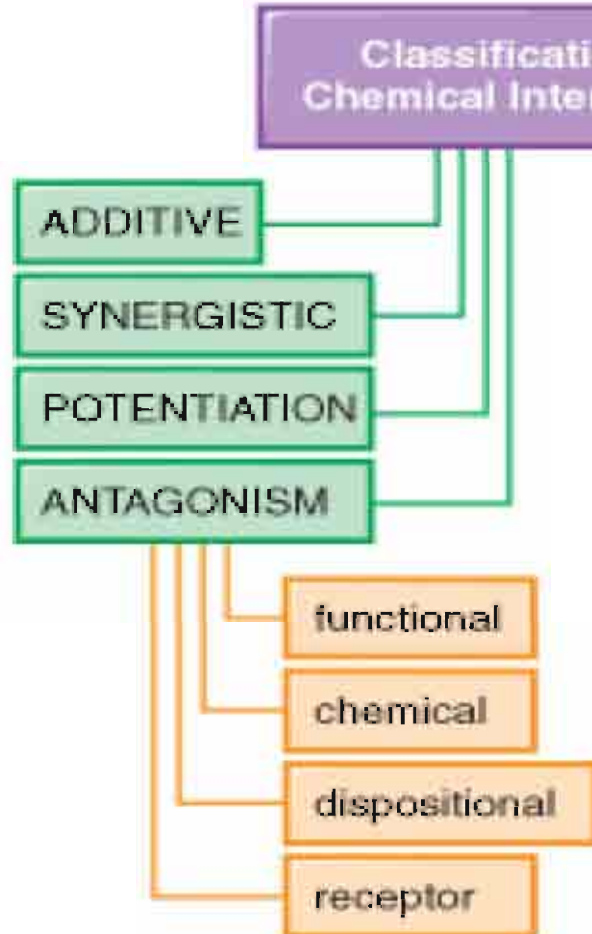 Classificati
Chemical Inter
ADDITIVE
SYNERGISTIC
POTENTIATION
ANTAGONISM
functional
chemical
dispositional
receptor